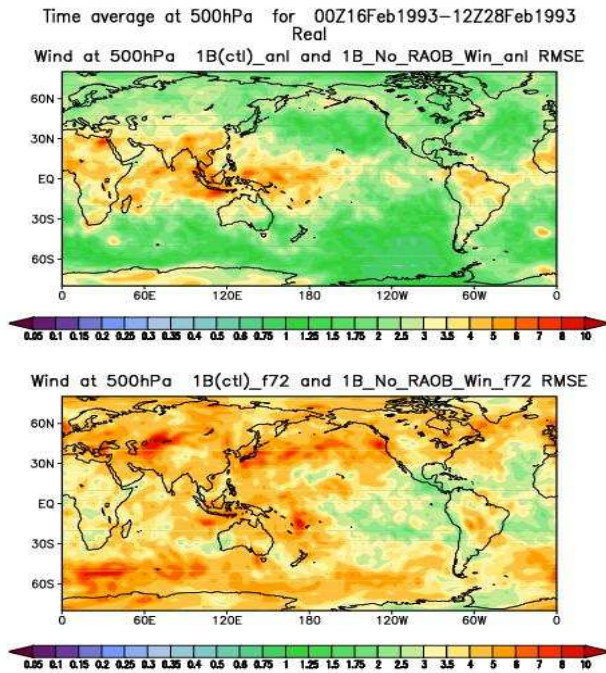 Time average at 500hPa for 00Z16Feb1993-12Z28Feb1993
Real
Wind at 500hPa 1B(ctl)_anl and 1B_No_RAOB_Win_anl RMSE
60N
30N
EQ
30S
60S
0 60E 120E 180 120W 60W 0
0.05 0.1 0.15 0.2 0.25 0.3 0.35 0.4 0.45 0.5 0.6 0.75 1 1.25 1.5 1.75 2 2.5 3 3.5 4 5 6 7 8 10
Wind at 500hPa 1B(ctl)_f72 and 1B_No_RAOB_Win_f72 RMSE
60N
30N
EQ
30S
60S
0 60E 120E 180 120W 60W 0
0.05 0.1 0.15 0.2 0.25 0.3 0.35 0.4 0.45 0.5 0.6 0.75 1 1.25 1.5 1.75 2 2.5 3 3.5 4 5 6 7 8 10